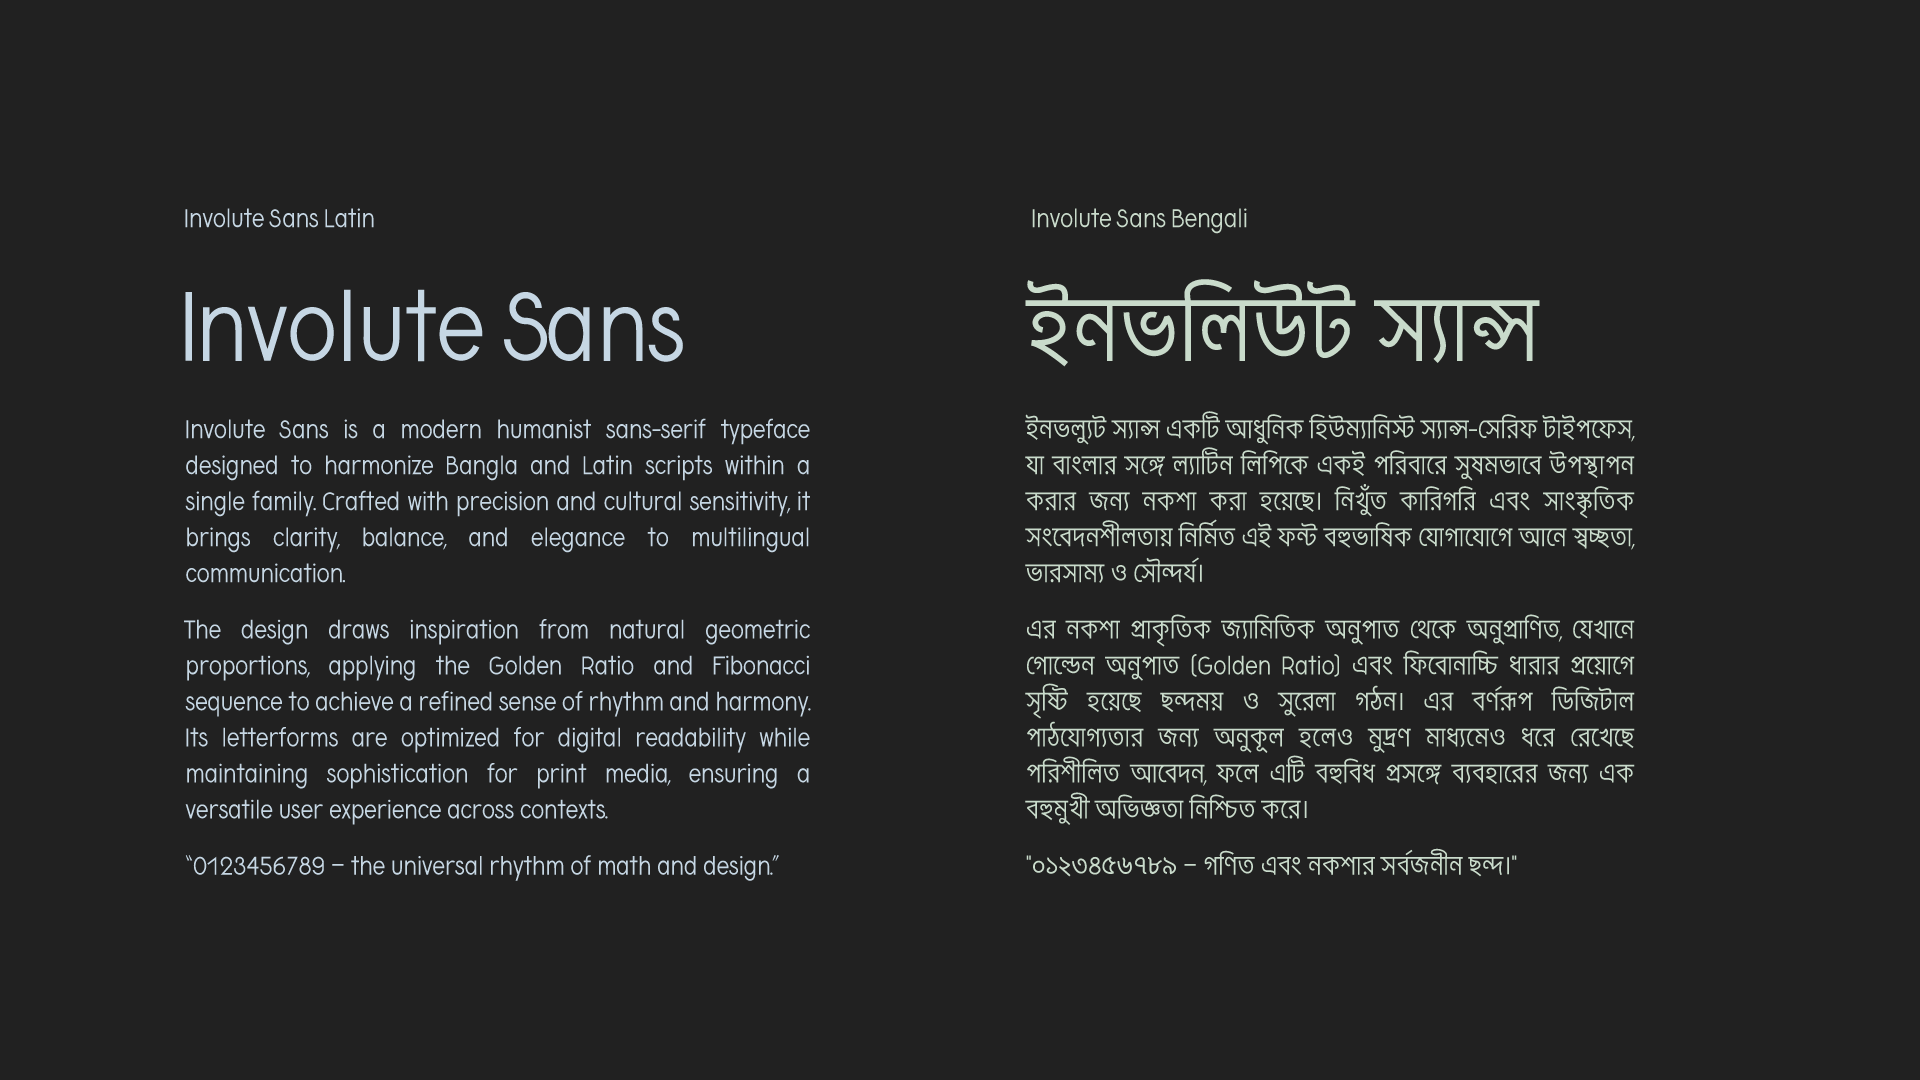 Involute Sans Latin
Involute Sans
Involute Sans is a modern humanist sans-serif typeface
designed to harmonize Bangla and Latin scripts within a
single family. Crafted with precision and cultural sensitivity, it
brings clarity, balance, and elegance to multilingual
communication.
The design draws inspiration from natural geometric
proportions, applying the Golden Ratio and Fibonacci
sequence to achieve a refined sense of rhythm and harmony.
Its letterforms are optimized for digital readability while
maintaining sophistication for print media, ensuring a
versatile user experience across contexts.
“0123456789 – the universal rhythm of math and design.”
Involute Sans Bengali
ইনভলিউট স্যান্স
ইনভল্যুট স্যান্স একটি আধুনিক হিউম্যানিস্ট স্যান্স-সেরিফ টাইপফেস,
যা বাংলার সঙ্গে ল্যাটিন লিপিকে একই পরিবারে সুষমভাবে উপস্থাপন
করার জন্য নকশা করা হয়েছে। নিখুঁত কারিগরি এবং সাংস্কৃতিক
সংবেদনশীলতায় নির্মিত এই ফন্ট বহুভাষিক যোগাযোগে আনে স্বচ্ছতা,
ভারসাম্য ও সৌন্দর্য।
এর নকশা প্রাকৃতিক জ্যামিতিক অনুপাত থেকে অনুপ্রাণিত, যেখানে
গোল্ডেন অনুপাত (Golden Ratio) এবং ফিবোনাচ্চি ধারার প্রয়োগে
সৃষ্টি হয়েছে ছন্দময় ও সুরেলা গঠন। এর বর্ণরূপ ডিজিটাল
পাঠযোগ্যতার জন্য অনুকূল হলেও মুদ্রণ মাধ্যমেও ধরে রেখেছে
পরিশীলিত আবেদন, ফলে এটি বহুবিধ প্রসঙ্গে ব্যবহারের জন্য এক
বহুমুখী অভিজ্ঞতা নিশ্চিত করে।
"০১২৩৪৫৬৭৮৯ – গণিত এবং নকশার সর্বজনীন ছন্দ।"